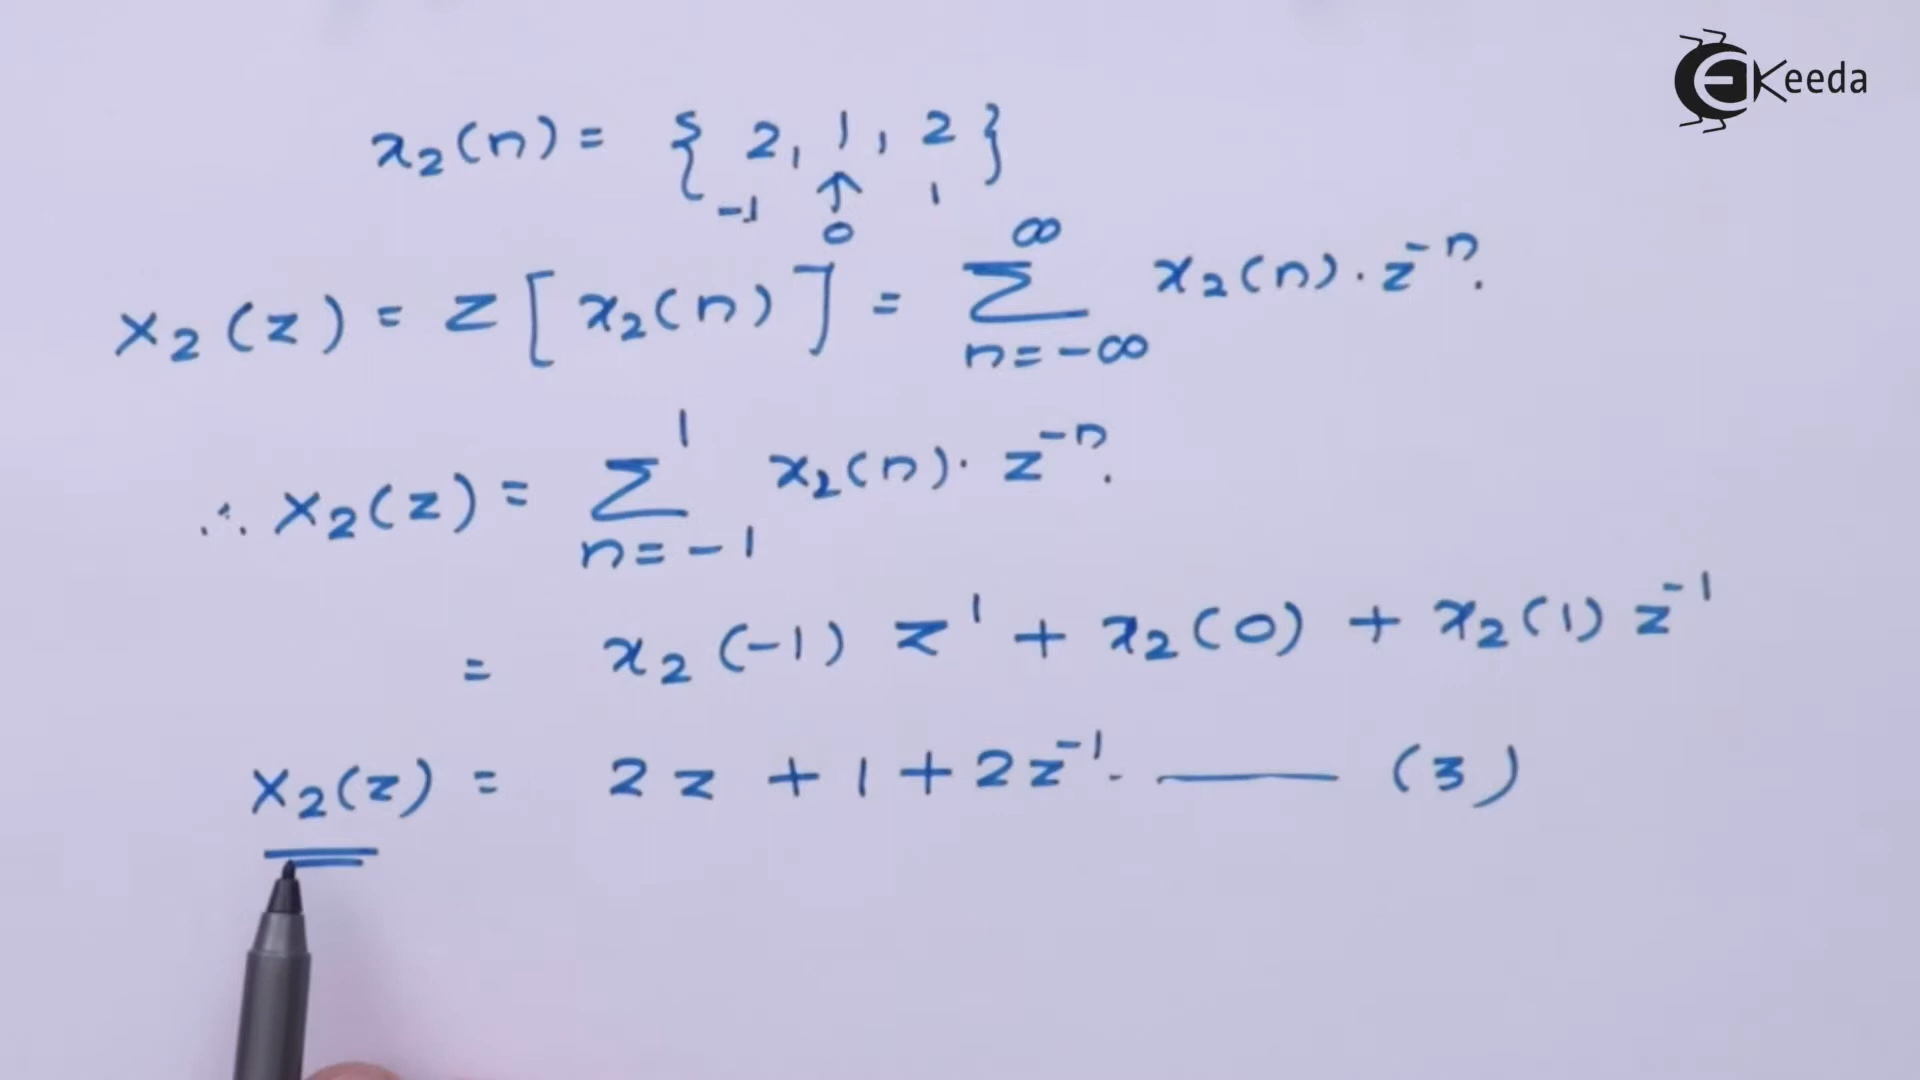 EKeeda
x₂(n) = { 2, 1, 2 }
-1 ↑ 1
0
X₂(z) = Z [ x₂(n) ] = ∑_{n=-∞}^{∞} x₂(n) · z⁻ⁿ.
∴ X₂(z) = ∑_{n=-1}^{1} x₂(n) · z⁻ⁿ.
= x₂(-1) z¹ + x₂(0) + x₂(1) z⁻¹
X₂(z) = 2z + 1 + 2z⁻¹. —— (3)